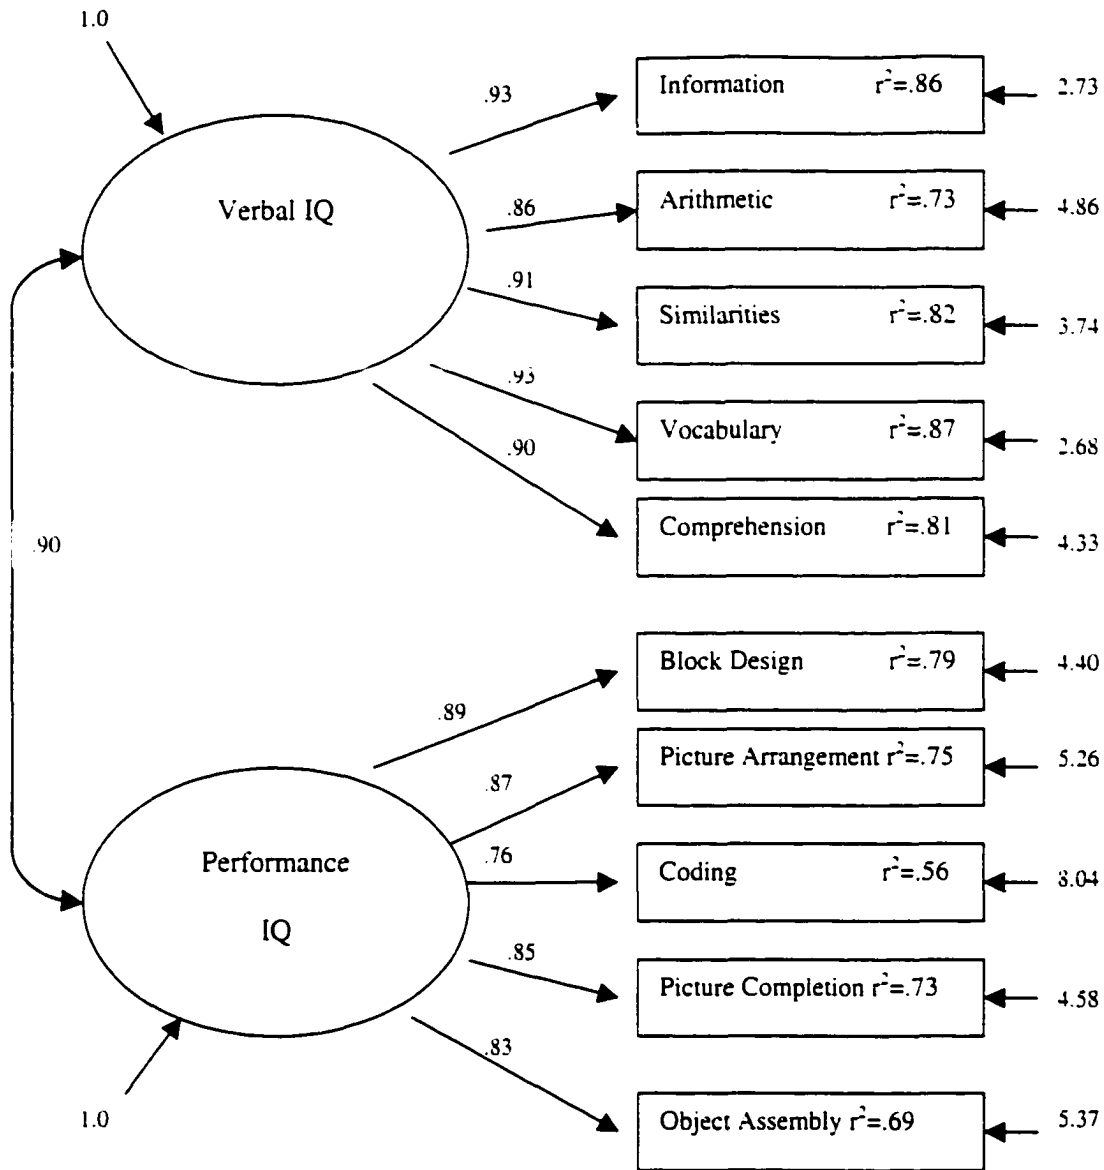 1.0
Verbal IQ
.93
Information r²=.86
2.73
.86
Arithmetic r²=.73
4.86
.91
Similarities r²=.82
3.74
.93
Vocabulary r²=.87
2.68
.90
Comprehension r²=.81
4.33
.90
Block Design r²=.79
4.40
.89
Picture Arrangement r²=.75
5.26
.87
Performance
IQ
.76
Coding r²=.56
8.04
.85
Picture Completion r²=.73
4.58
.83
1.0
Object Assembly r²=.69
5.37